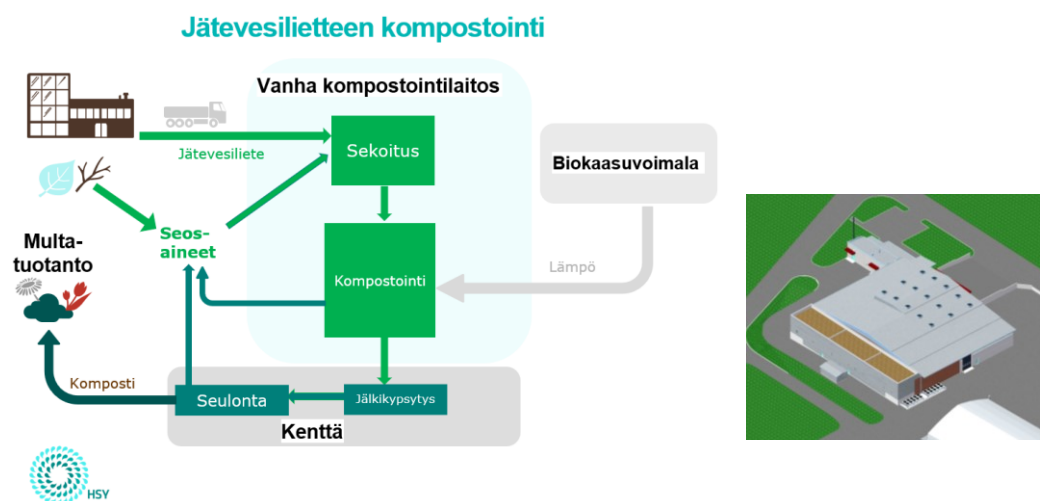 Jätevesilietteen kompostointi
Vanha kompostointilaitos
Jätevesiliete
Sekoitus
Biokaasuvoimala
Seos-
aineet
Multa-
tuotanto
Kompostointi
Lämpö
Komposti
Seulonta
Jälkikypsytys
Kenttä
HSY